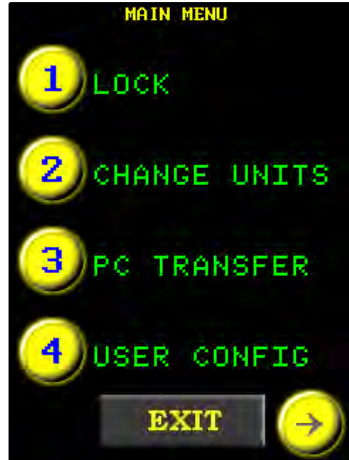 MAIN MENU
1 LOCK
2 CHANGE UNITS
3 PC TRANSFER
4 USER CONFIG
EXIT →